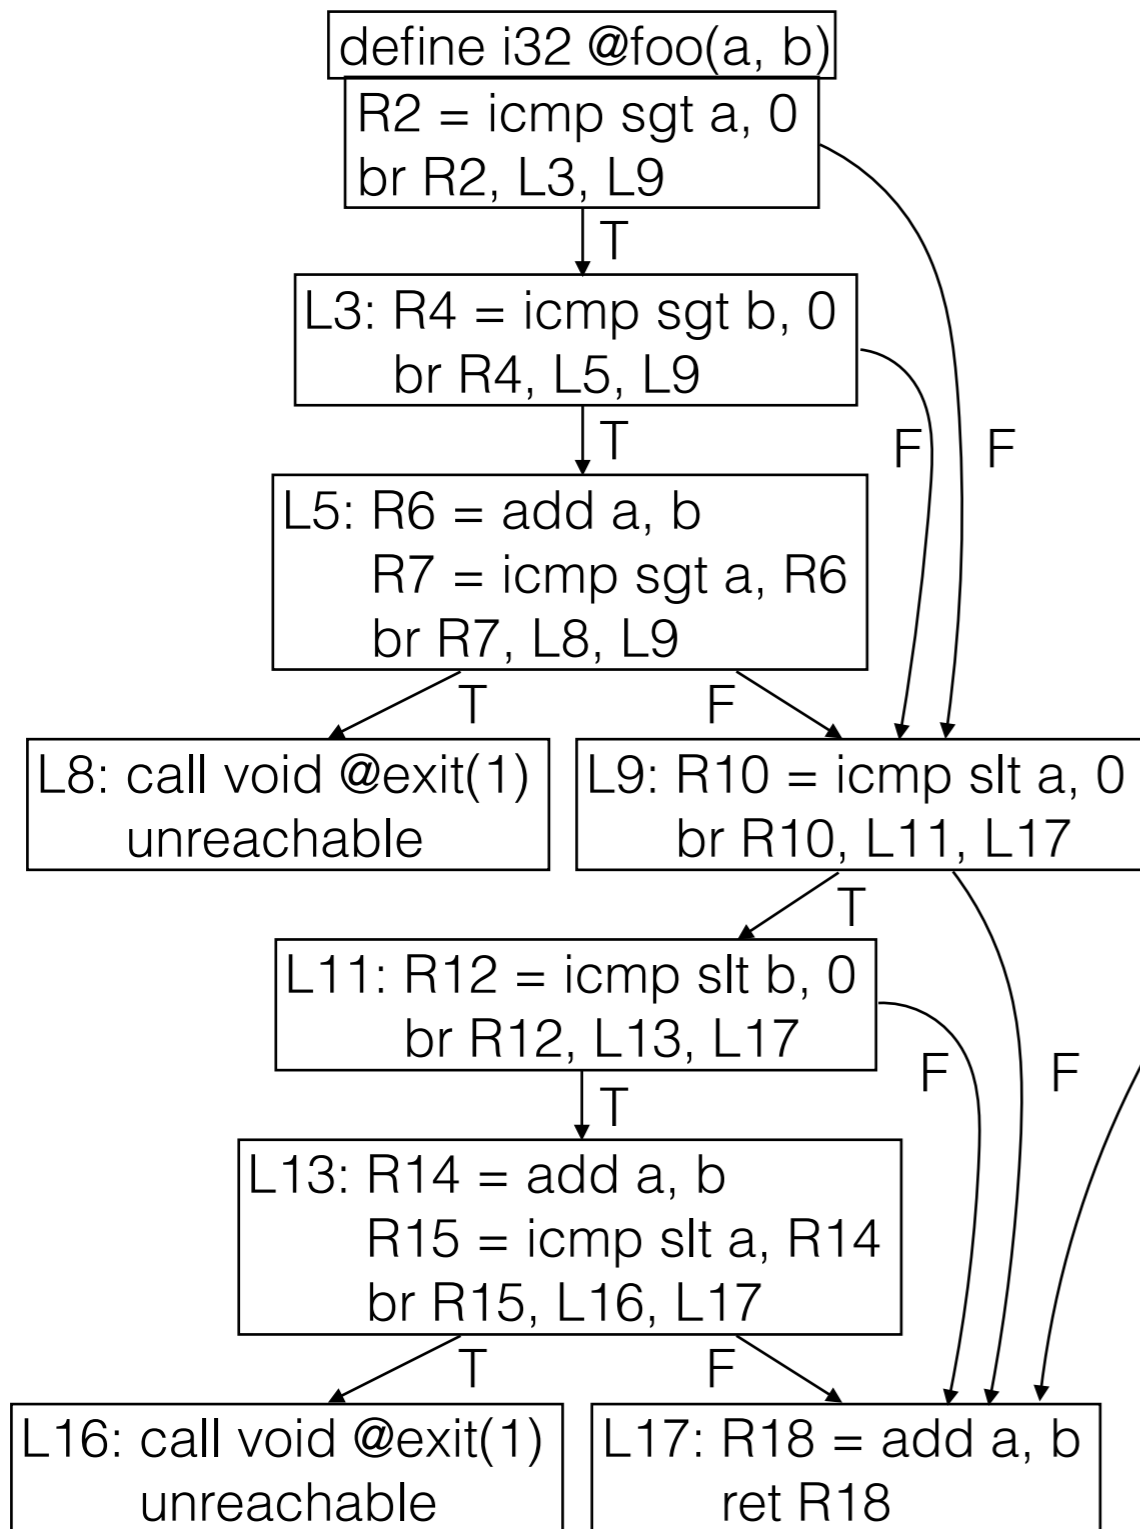 define i32 @foo(a, b)
R2 = icmp sgt a, 0
br R2, L3, L9
T
L3: R4 = icmp sgt b, 0
br R4, L5, L9
T
F
F
L5: R6 = add a, b
R7 = icmp sgt a, R6
br R7, L8, L9
T
F
L8: call void @exit(1)
unreachable
L9: R10 = icmp slt a, 0
br R10, L11, L17
T
L11: R12 = icmp slt b, 0
br R12, L13, L17
T
F
F
L13: R14 = add a, b
R15 = icmp slt a, R14
br R15, L16, L17
T
F
L16: call void @exit(1)
unreachable
L17: R18 = add a, b
ret R18